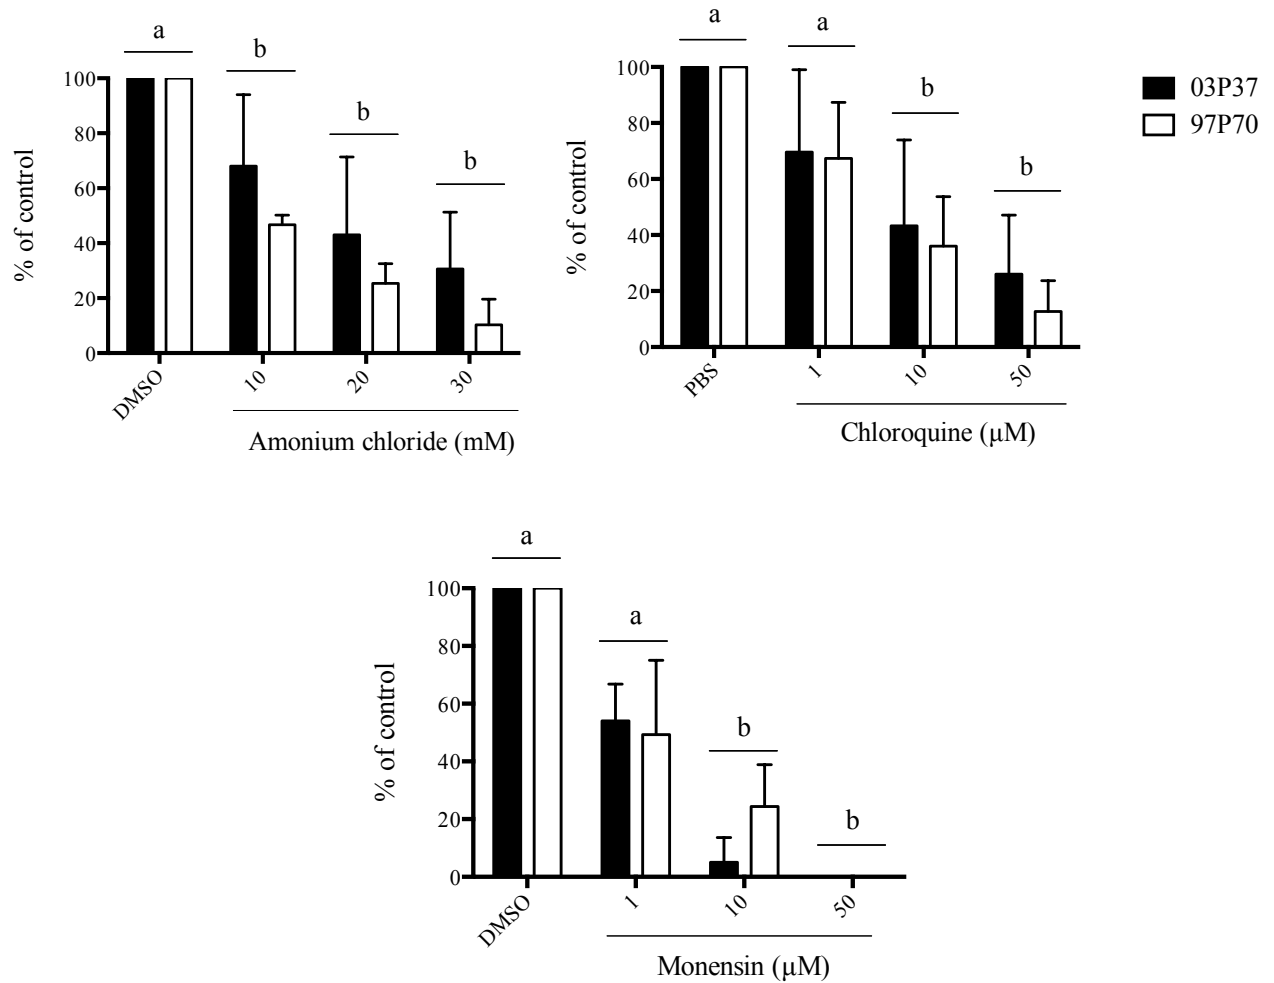 a
b
b
b
100
80
60
40
20
0
% of control
DMSO
10
20
30
Amonium chloride (mM)
a
a
b
b
100
80
60
40
20
0
% of control
PBS
1
10
50
Chloroquine (µM)
03P37
97P70
a
a
b
b
100
80
60
40
20
0
% of control
DMSO
1
10
50
Monensin (µM)